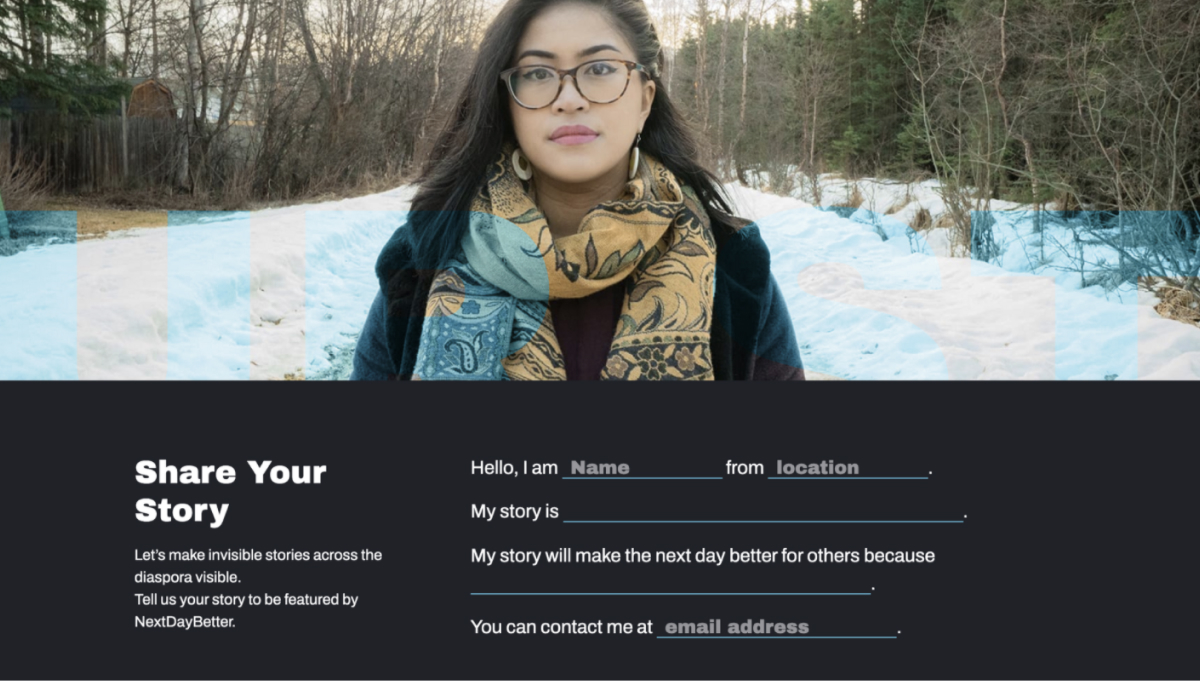 Share Your
Story
Let's make invisible stories across the
diaspora visible.
Tell us your story to be featured by
NextDayBetter.
Hello, I am Name from location.
My story is .
My story will make the next day better for others because
.
You can contact me at email address.